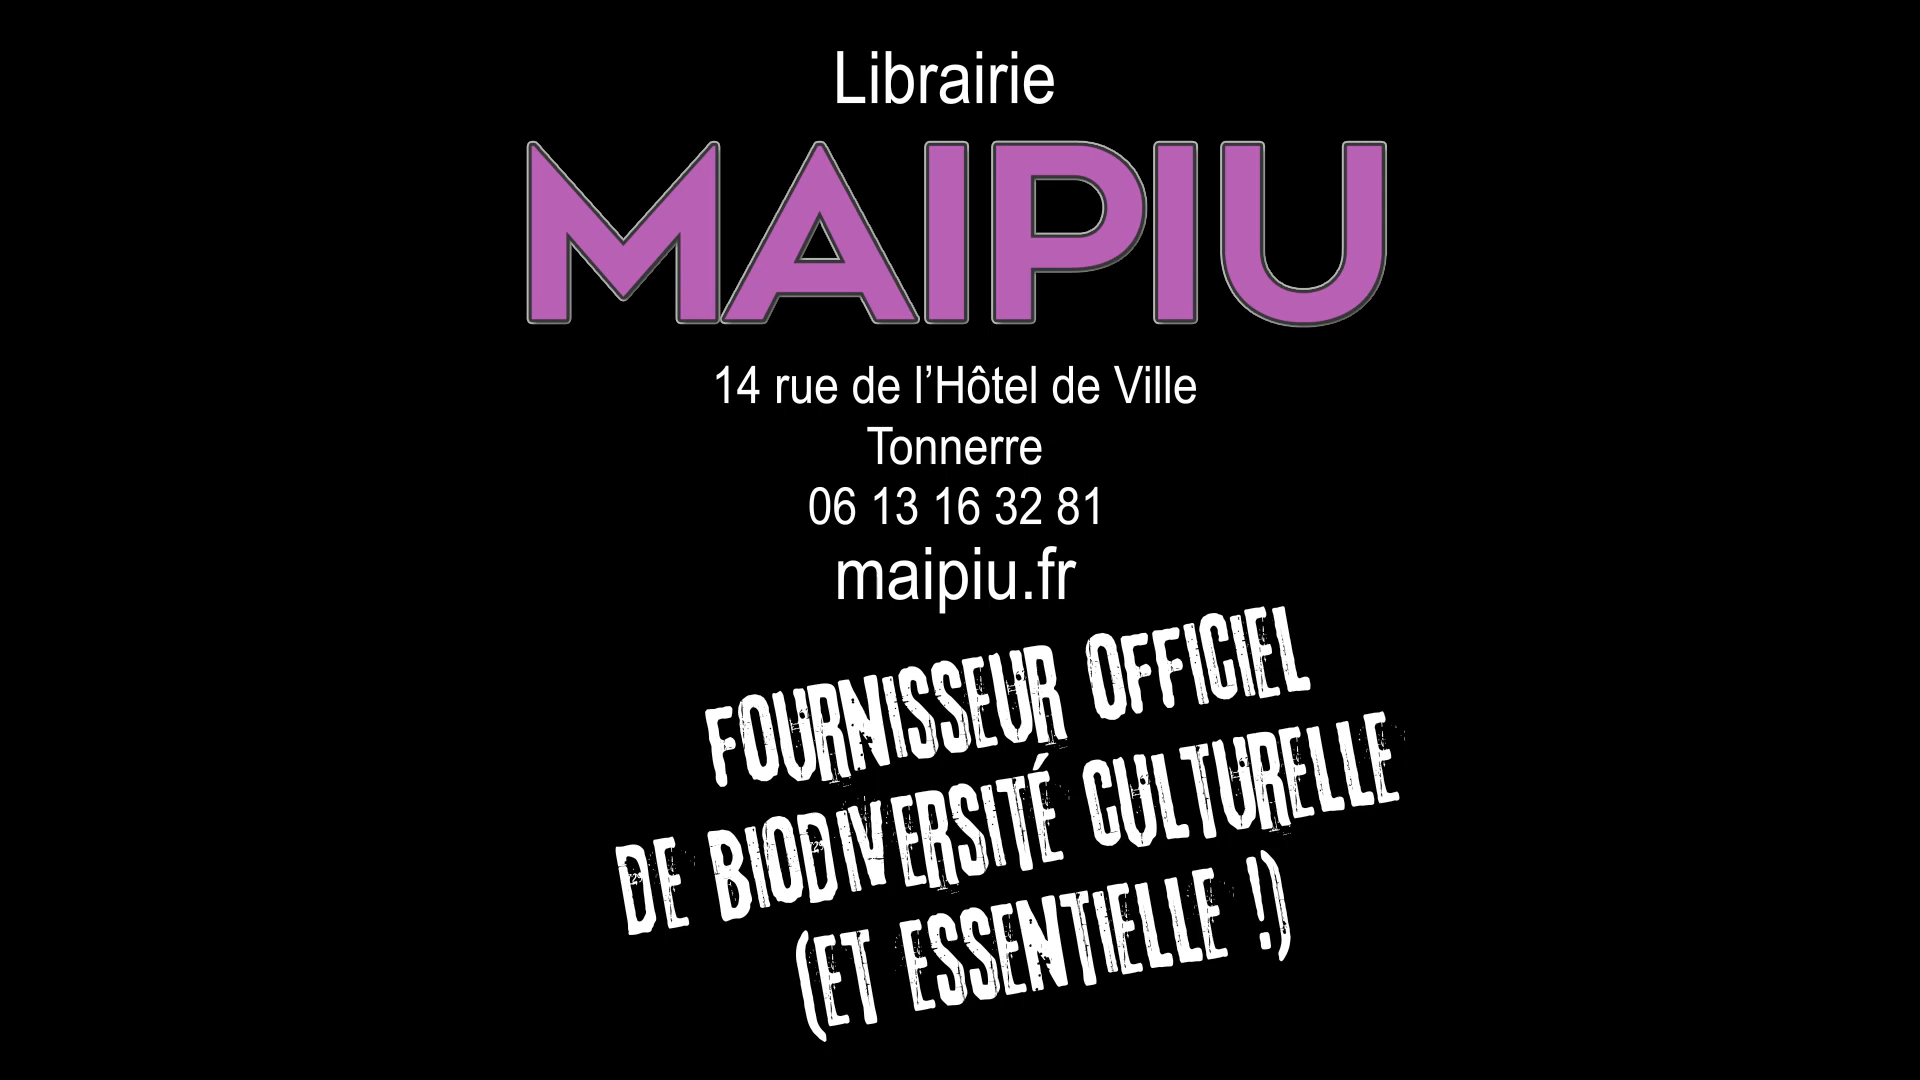 Librairie
MAIPIU
14 rue de l’Hôtel de Ville
Tonnerre
06 13 16 32 81
maipiu.fr
FOURNISSEUR OFFICIEL
DE BIODIVERSITÉ CULTURELLE
(ET ESSENTIELLE !)